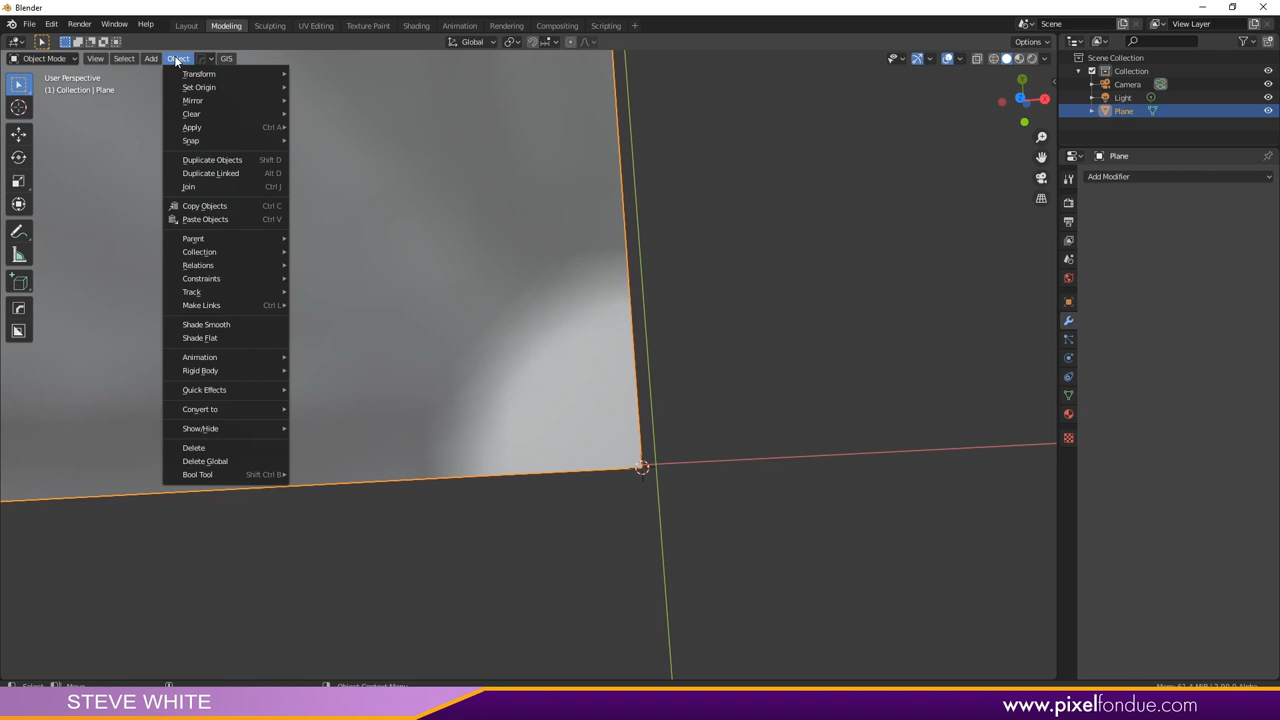 Blender
File Edit Render Window Help Layout Modeling Sculpting UV Editing Texture Paint Shading Animation Rendering Compositing Scripting + Scene View Layer
Global Options
Object Mode View Select Add Object GIS
User Perspective
(1) Collection | Plane
Transform
Set Origin
Mirror
Clear
Apply Ctrl A
Snap
Duplicate Objects Shift D
Duplicate Linked Alt D
Join Ctrl J
Copy Objects Ctrl C
Paste Objects Ctrl V
Parent
Collection
Relations
Constraints
Track
Make Links Ctrl L
Shade Smooth
Shade Flat
Animation
Rigid Body
Quick Effects
Convert to
Show/Hide
Delete
Delete Global
Bool Tool Shift Ctrl B
Y
X
Z
Scene Collection
Collection
Camera
Light
Plane
Plane
Add Modifier
STEVE WHITE
www.pixelfondue.com